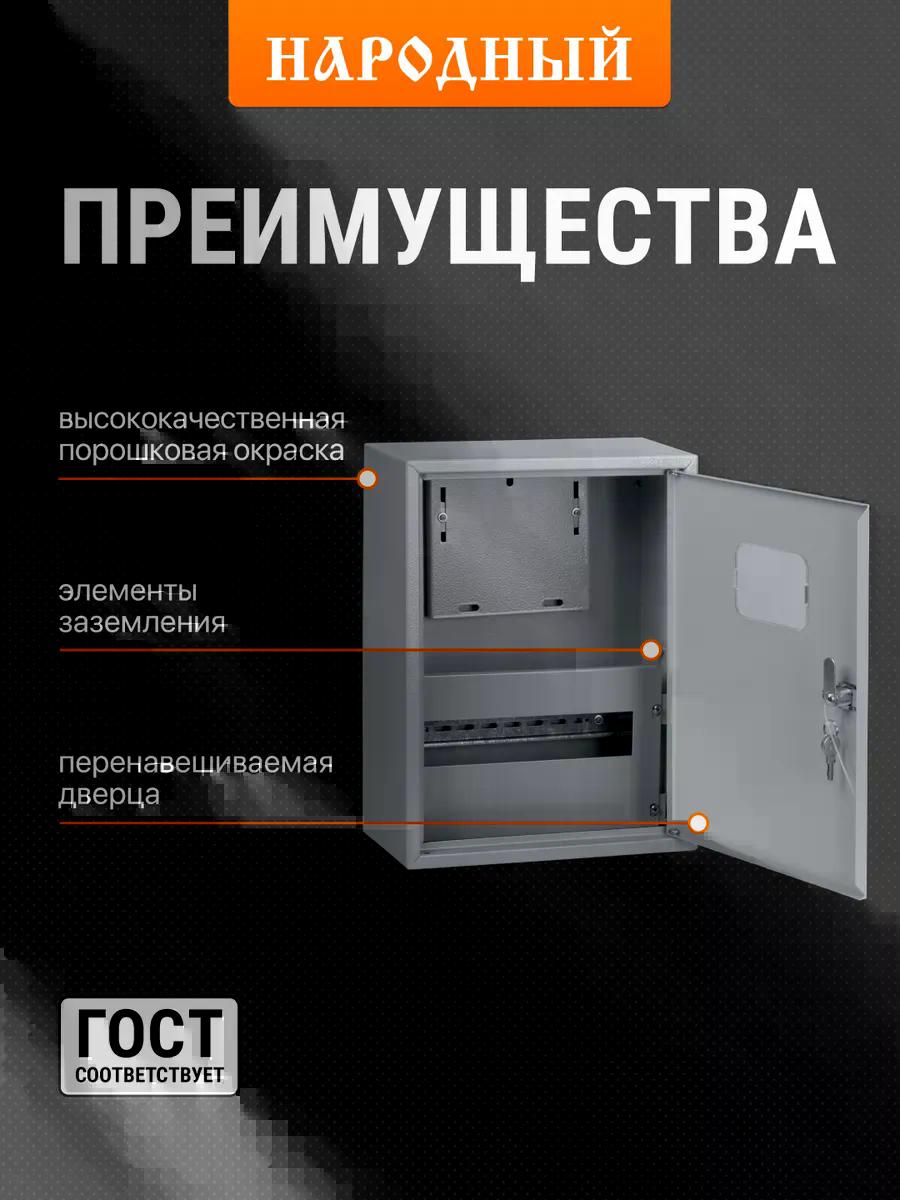 НАРОДНЫЙ
ПРЕИМУЩЕСТВА
высококачественная
порошковая окраска
элементы
заземления
перенавешиваемая
дверца
ГОСТ
СООТВЕТСТВУЕТ